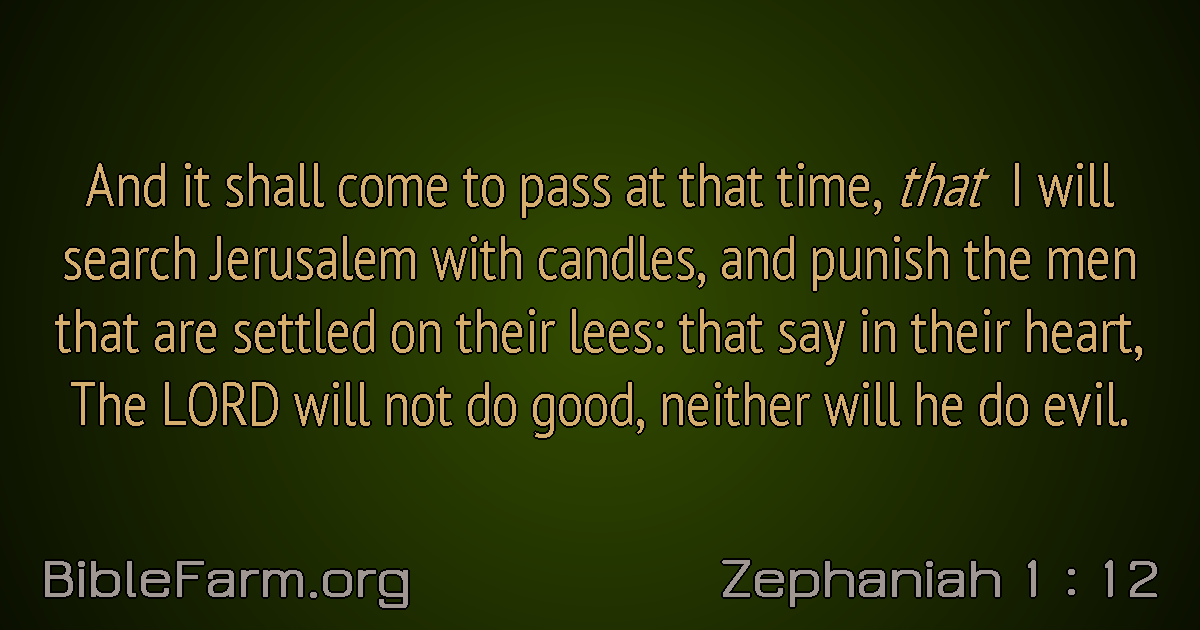 And it shall come to pass at that time, that I will
search Jerusalem with candles, and punish the men
that are settled on their lees: that say in their heart,
The LORD will not do good, neither will he do evil.
BibleFarm.org
Zephaniah 1 : 12